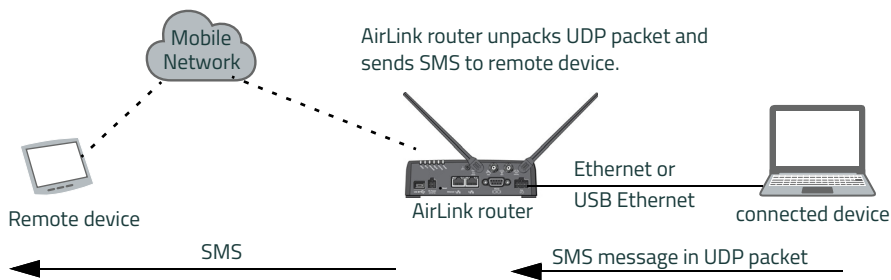 Mobile
Network
AirLink router unpacks UDP packet and
sends SMS to remote device.
Ethernet or
USB Ethernet
Remote device
AirLink router
connected device
SMS
SMS message in UDP packet